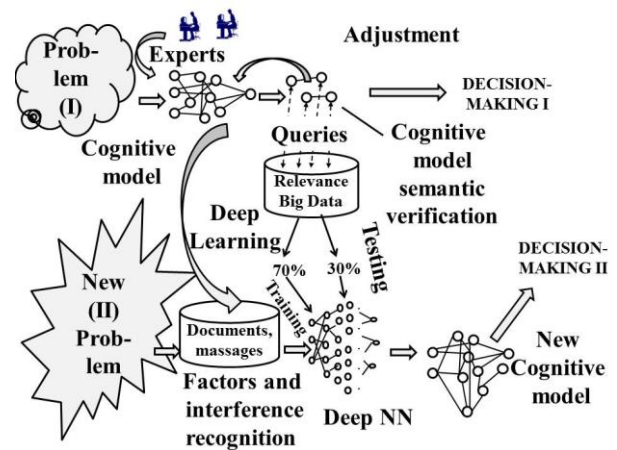 Prob-
lem
(I)
Experts
Adjustment
DECISION-
MAKING I
Cognitive
model
Queries
Cognitive
model
semantic
verification
Relevance
Big Data
Deep
Learning
70%
30%
Training
Testing
DECISION-
MAKING II
New
(II)
Prob-
lem
Documents,
massages
Factors and
interference
recognition
Deep NN
New
Cognitive
model